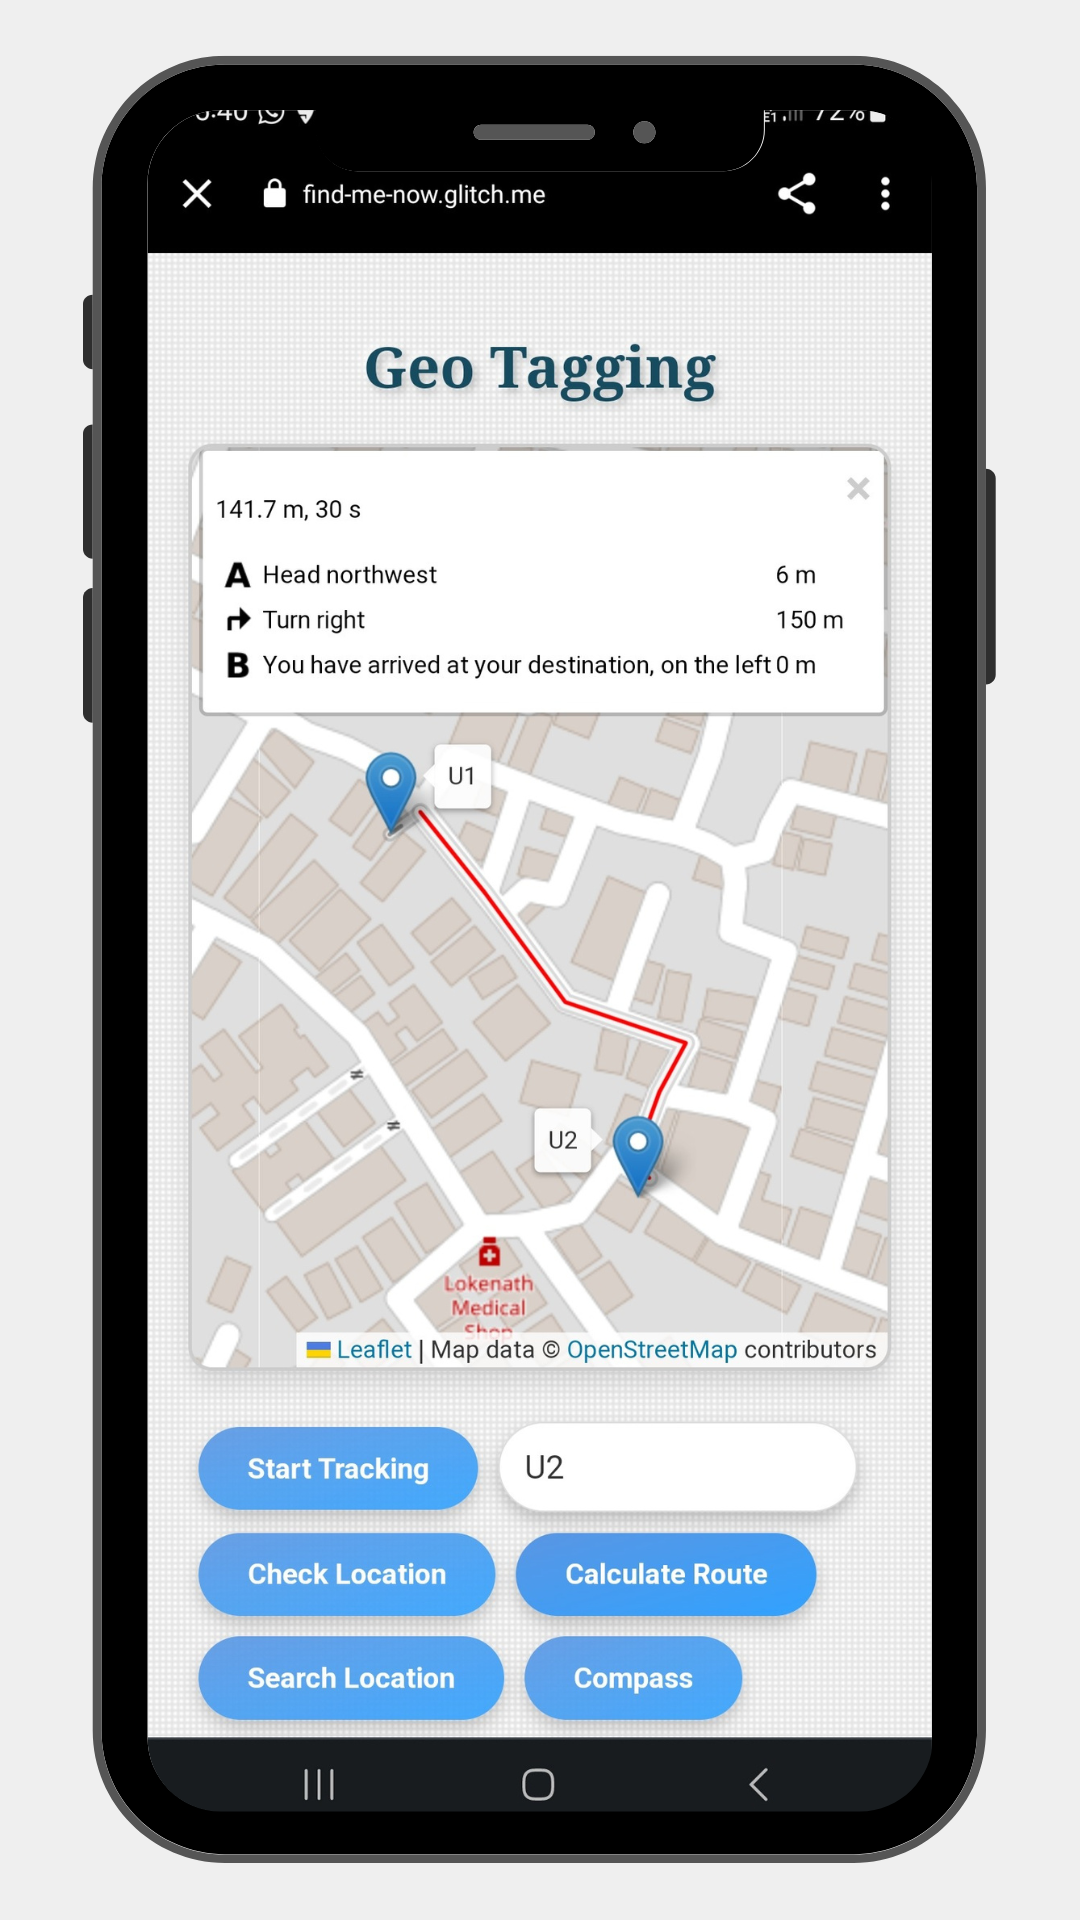 72%
find-me-now.glitch.me
Geo Tagging
141.7 m, 30 s
A Head northwest 6 m
Turn right 150 m
B You have arrived at your destination, on the left 0 m
U1
U2
Lokenath
Medical
Shop
Leaflet | Map data © OpenStreetMap contributors
Start Tracking
U2
Check Location
Calculate Route
Search Location
Compass